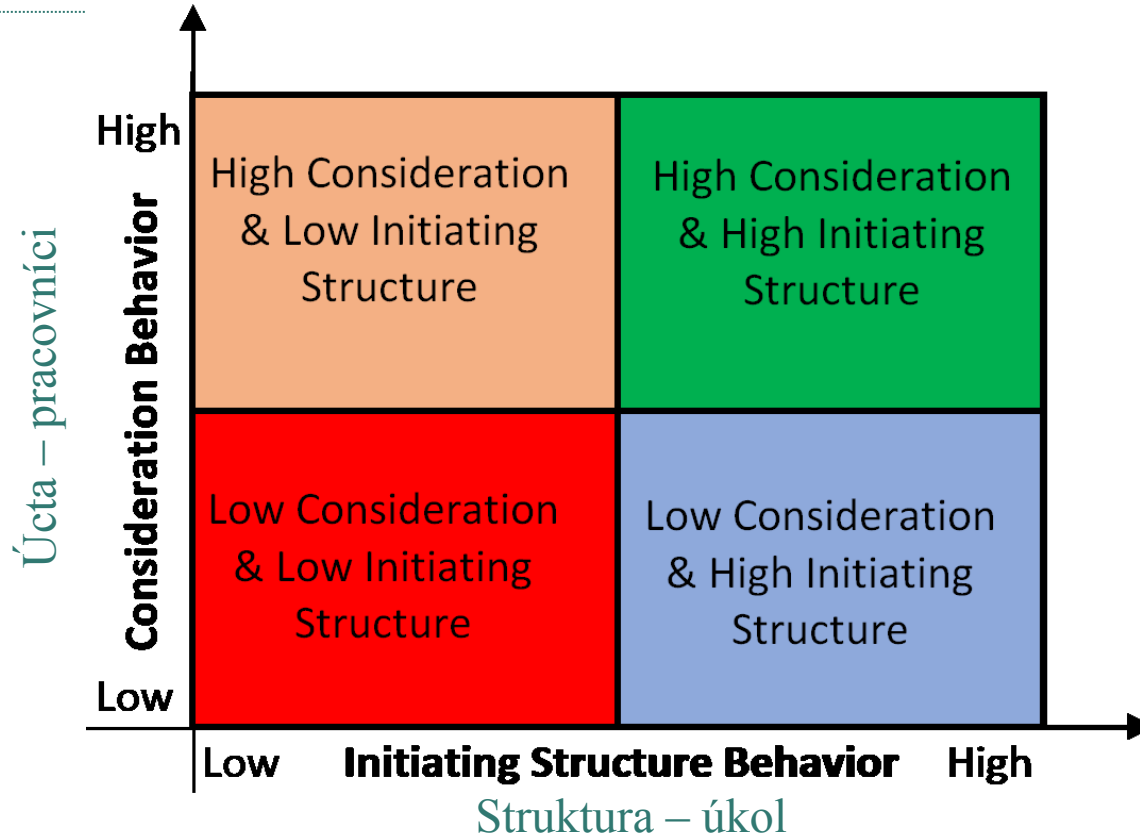 High
High Consideration
& Low Initiating
Structure
High Consideration
& High Initiating
Structure
Úcta – pracovníci
Consideration Behavior
Low Consideration
& Low Initiating
Structure
Low Consideration
& High Initiating
Structure
Low
Low
Initiating Structure Behavior
High
Struktura – úkol